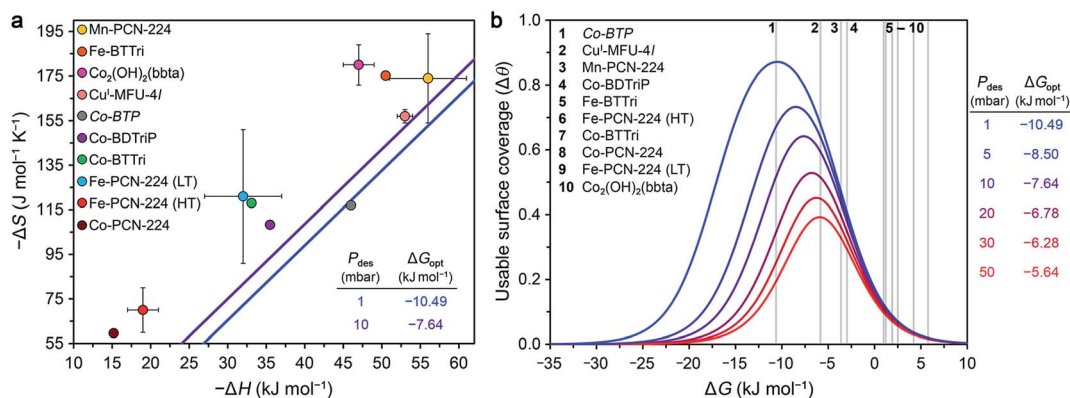 a
−ΔS (J mol⁻¹ K⁻¹)
195
175
155
135
115
95
75
55
Mn-PCN-224
Fe-BTTri
Co₂(OH)₂(bbta)
Cuᴵ-MFU-4l
Co-BTP
Co-BDTriP
Co-BTTri
Fe-PCN-224 (LT)
Fe-PCN-224 (HT)
Co-PCN-224
P_des ΔG_opt
(mbar) (kJ mol⁻¹)
1 −10.49
10 −7.64
10 15 20 25 30 35 40 45 50 55 60
−ΔH (kJ mol⁻¹)
b
Usable surface coverage (Δθ)
1.0
0.8
0.6
0.4
0.2
0.0
1 Co-BTP
2 Cuᴵ-MFU-4l
3 Mn-PCN-224
4 Co-BDTriP
5 Fe-BTTri
6 Fe-PCN-224 (HT)
7 Co-BTTri
8 Co-PCN-224
9 Fe-PCN-224 (LT)
10 Co₂(OH)₂(bbta)
1 2 3 4 5 – 10
−35 −30 −25 −20 −15 −10 −5 0 5 10
ΔG (kJ mol⁻¹)
P_des ΔG_opt
(mbar) (kJ mol⁻¹)
1 −10.49
5 −8.50
10 −7.64
20 −6.78
30 −6.28
50 −5.64